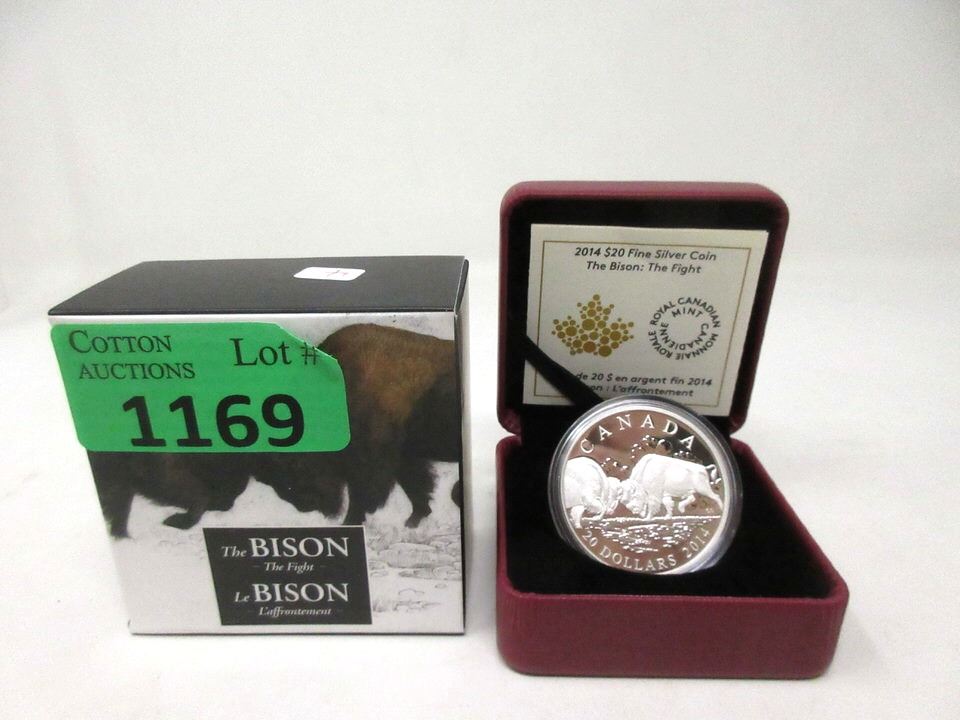 COTTON AUCTIONS
Lot #
1169
The BISON
The Fight
Le BISON
L'affrontement
2014 $20 Fine Silver Coin
The Bison: The Fight
ROYAL CANADIAN MINT
MONNAIE ROYALE CANADIENNE
de 20 $ en argent fin 2014
: L'affrontement
CANADA
20 DOLLARS 2014